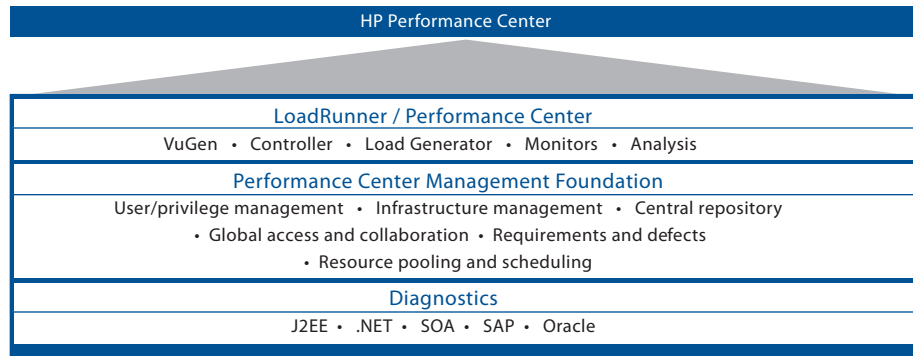 HP Performance Center
LoadRunner / Performance Center
VuGen • Controller • Load Generator • Monitors • Analysis
Performance Center Management Foundation
User/privilege management • Infrastructure management • Central repository
• Global access and collaboration • Requirements and defects
• Resource pooling and scheduling
Diagnostics
J2EE • .NET • SOA • SAP • Oracle